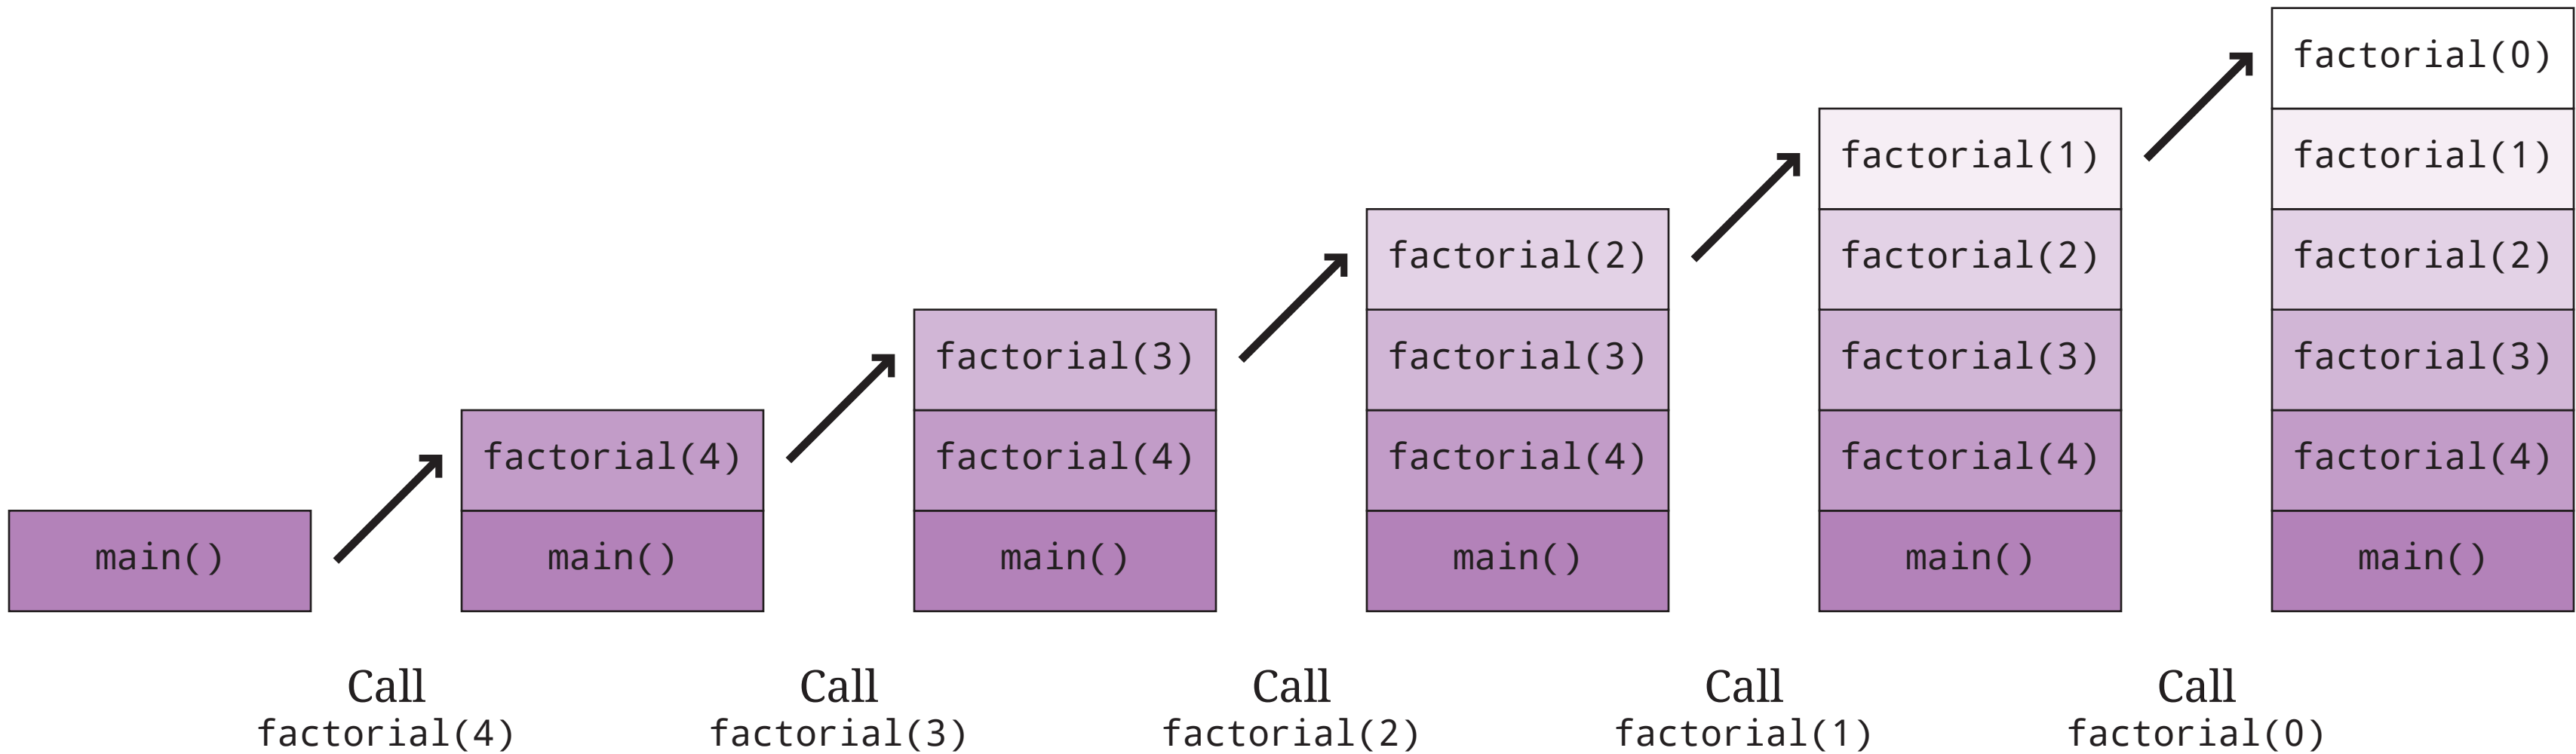 factorial(0)
factorial(1) factorial(1)
factorial(2) factorial(2) factorial(2)
factorial(3) factorial(3) factorial(3) factorial(3)
factorial(4) factorial(4) factorial(4) factorial(4) factorial(4)
main() main() main() main() main() main()
Call Call Call Call Call
factorial(4) factorial(3) factorial(2) factorial(1) factorial(0)